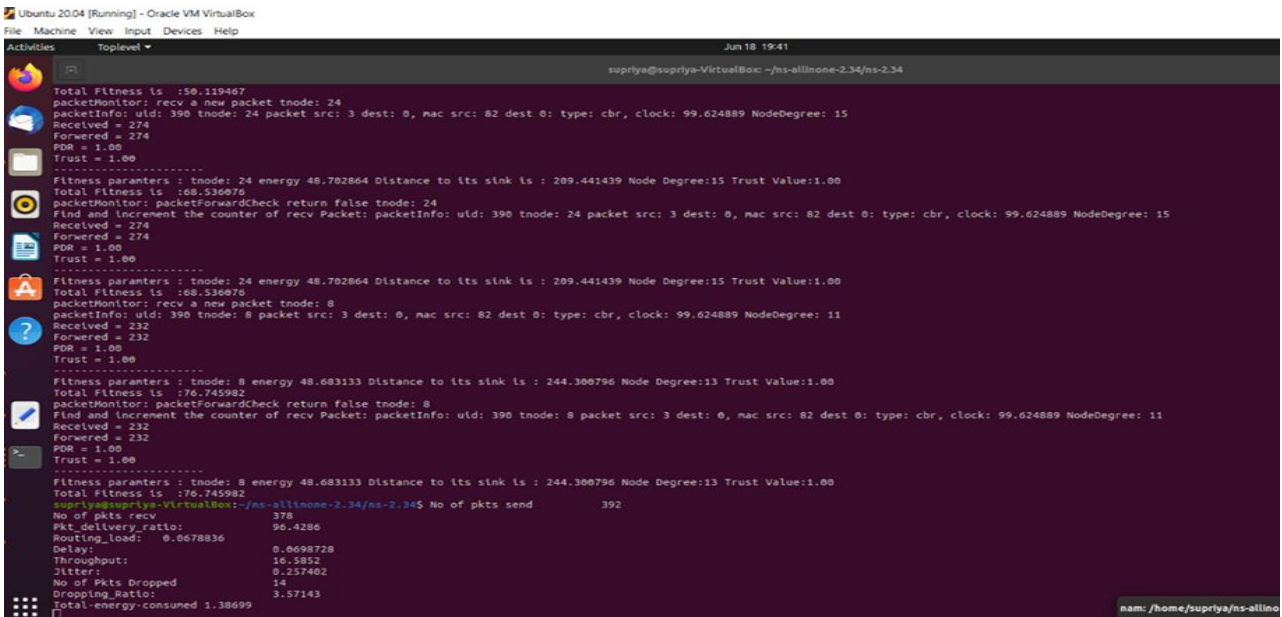 Ubuntu 20.04 [Running] - Oracle VM VirtualBox
File Machine View Input Devices Help
Activities Toplevel Jun 18 19:41
supriya@supriya-VirtualBox: ~/ns-allinone-2.34/ns-2.34
Total Fitness is :50.119467
packetMonitor: recv a new packet tnode: 24
packetInfo: uid: 390 tnode: 24 packet src: 3 dest: 0, mac src: 82 dest 0: type: cbr, clock: 99.624889 NodeDegree: 15
Received = 274
Forwered = 274
PDR = 1.00
Trust = 1.00
----------------------
Fitness paramters : tnode: 24 energy 48.702864 Distance to its sink is : 209.441439 Node Degree:15 Trust Value:1.00
Total Fitness is :68.536076
packetMonitor: packetForwardCheck return false tnode: 24
Find and increment the counter of recv Packet: packetInfo: uid: 390 tnode: 24 packet src: 3 dest: 0, mac src: 82 dest 0: type: cbr, clock: 99.624889 NodeDegree: 15
Received = 274
Forwered = 274
PDR = 1.00
Trust = 1.00
----------------------
Fitness paramters : tnode: 24 energy 48.702864 Distance to its sink is : 209.441439 Node Degree:15 Trust Value:1.00
Total Fitness is :68.536076
packetMonitor: recv a new packet tnode: 8
packetInfo: uid: 390 tnode: 8 packet src: 3 dest: 0, mac src: 82 dest 0: type: cbr, clock: 99.624889 NodeDegree: 11
Received = 232
Forwered = 232
PDR = 1.00
Trust = 1.00
----------------------
Fitness paramters : tnode: 8 energy 48.683133 Distance to its sink is : 244.300796 Node Degree:13 Trust Value:1.00
Total Fitness is :76.745982
packetMonitor: packetForwardCheck return false tnode: 8
Find and increment the counter of recv Packet: packetInfo: uid: 390 tnode: 8 packet src: 3 dest: 0, mac src: 82 dest 0: type: cbr, clock: 99.624889 NodeDegree: 11
Received = 232
Forwered = 232
PDR = 1.00
Trust = 1.00
----------------------
Fitness paramters : tnode: 8 energy 48.683133 Distance to its sink is : 244.300796 Node Degree:13 Trust Value:1.00
Total Fitness is :76.745982
supriya@supriya-VirtualBox:~/ns-allinone-2.34/ns-2.34$ No of pkts send 392
No of pkts recv 378
Pkt_delivery_ratio: 96.4286
Routing_load: 0.0678836
Delay: 0.0698728
Throughput: 16.5852
Jitter: 0.257402
No of Pkts Dropped 14
Dropping_Ratio: 3.57143
Total-energy-consumed 1.38699
nam: /home/supriya/ns-allino